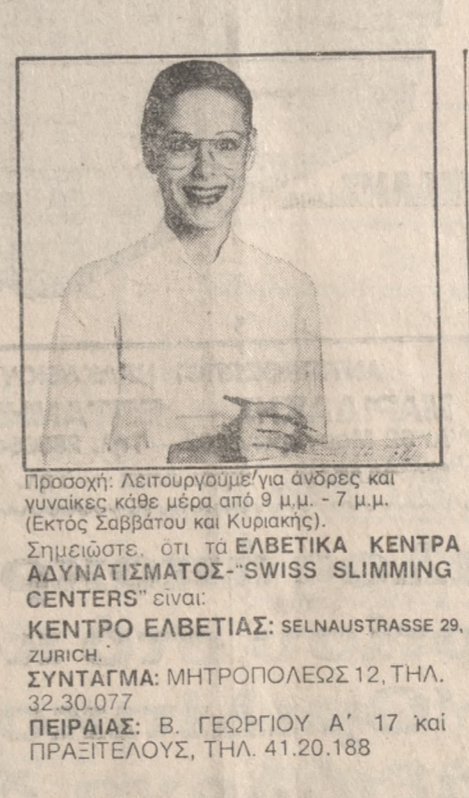 Προσοχή: Λειτουργούμε για άνδρες και
γυναίκες κάθε μέρα από 9 μ.μ. - 7 μ.μ.
(Εκτός Σαββάτου και Κυριακής).
Σημειώστε. ότι τά ΕΛΒΕΤΙΚΑ ΚΕΝΤΡΑ
ΑΔΥΝΑΤΙΣΜΑΤΟΣ-“SWISS SLIMMING
CENTERS” είναι:
ΚΕΝΤΡΟ ΕΛΒΕΤΙΑΣ: SELNAUSTRASSE 29,
ZURICH.
ΣΥΝΤΑΓΜΑ: ΜΗΤΡΟΠΟΛΕΩΣ 12, ΤΗΛ.
32.30.077
ΠΕΙΡΑΙΑΣ: Β. ΓΕΩΡΓΙΟΥ Α΄ 17 καί
ΠΡΑΞΙΤΕΛΟΥΣ, ΤΗΛ. 41.20.188